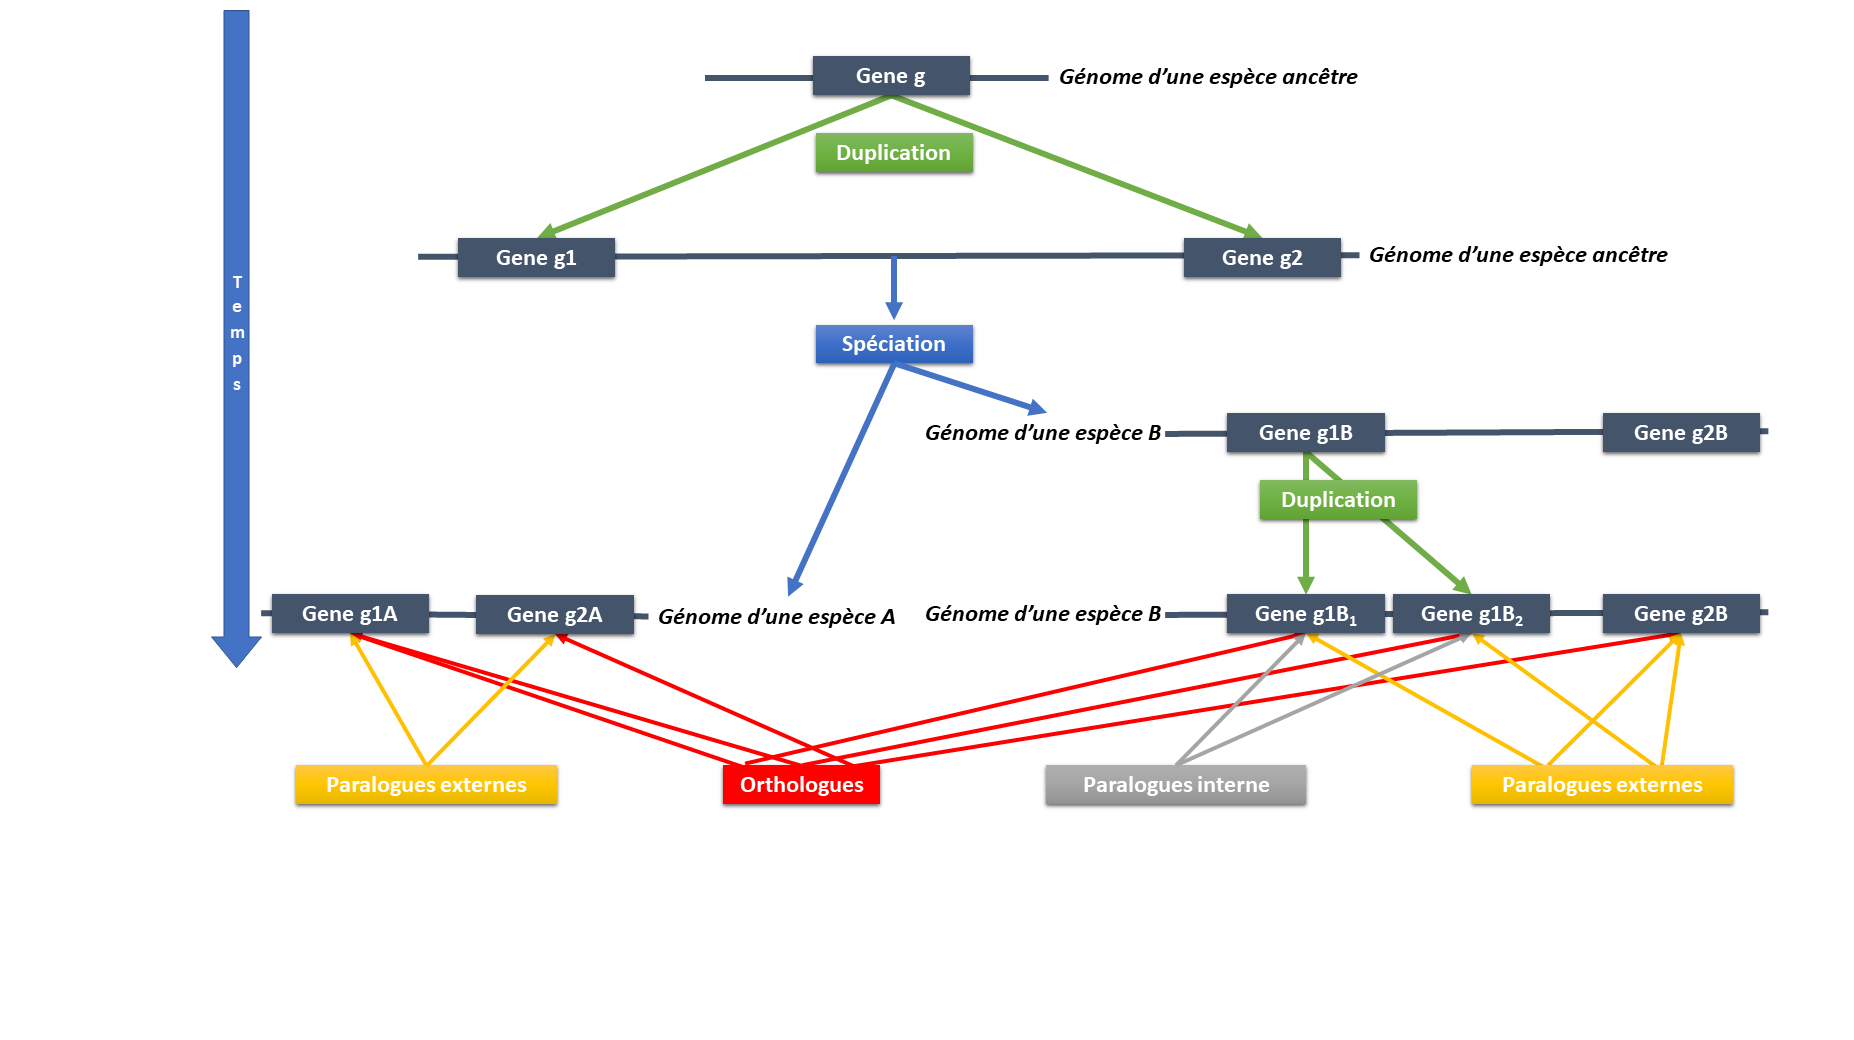 Gene g
Génome d’une espèce ancêtre
Duplication
Gene g1
Gene g2
Génome d’une espèce ancêtre
Temps
Spéciation
Génome d’une espèce B
Gene g1B
Gene g2B
Duplication
Gene g1A
Gene g2A
Génome d’une espèce A
Génome d’une espèce B
Gene g1B₁
Gene g1B₂
Gene g2B
Paralogues externes
Orthologues
Paralogues interne
Paralogues externes